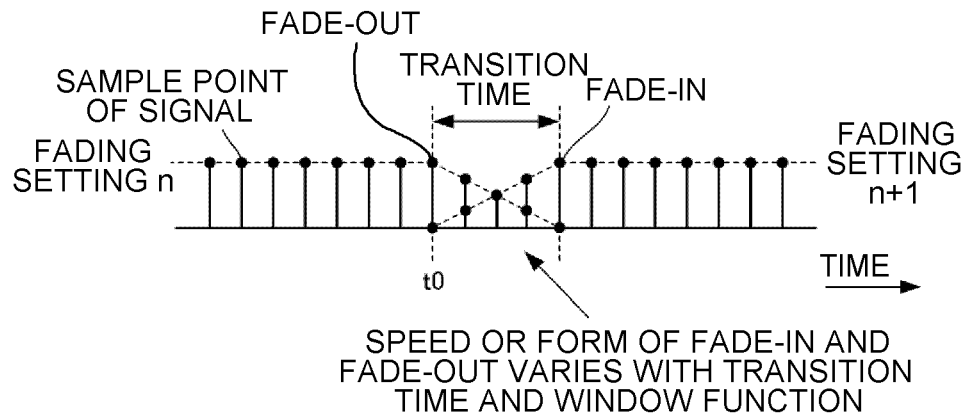 FADE-OUT
TRANSITION
TIME
SAMPLE POINT
OF SIGNAL
FADE-IN
FADING
SETTING n
FADING
SETTING
n+1
t0
TIME
SPEED OR FORM OF FADE-IN AND
FADE-OUT VARIES WITH TRANSITION
TIME AND WINDOW FUNCTION